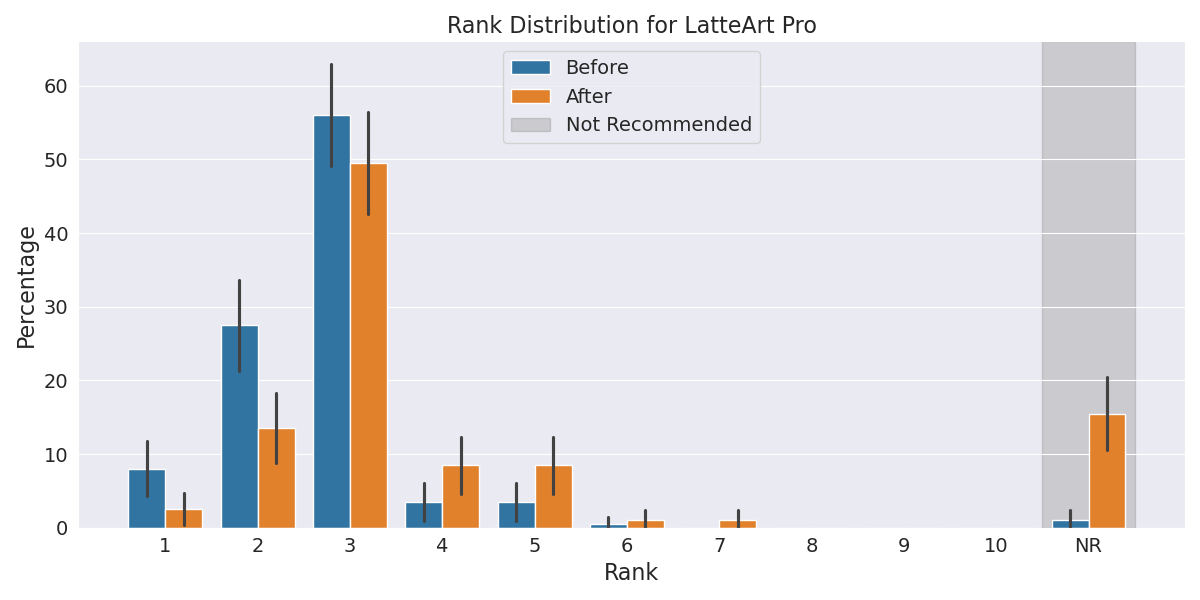 Rank Distribution for LatteArt Pro
Before
After
Not Recommended
Percentage
60
50
40
30
20
10
0
1 2 3 4 5 6 7 8 9 10 NR
Rank